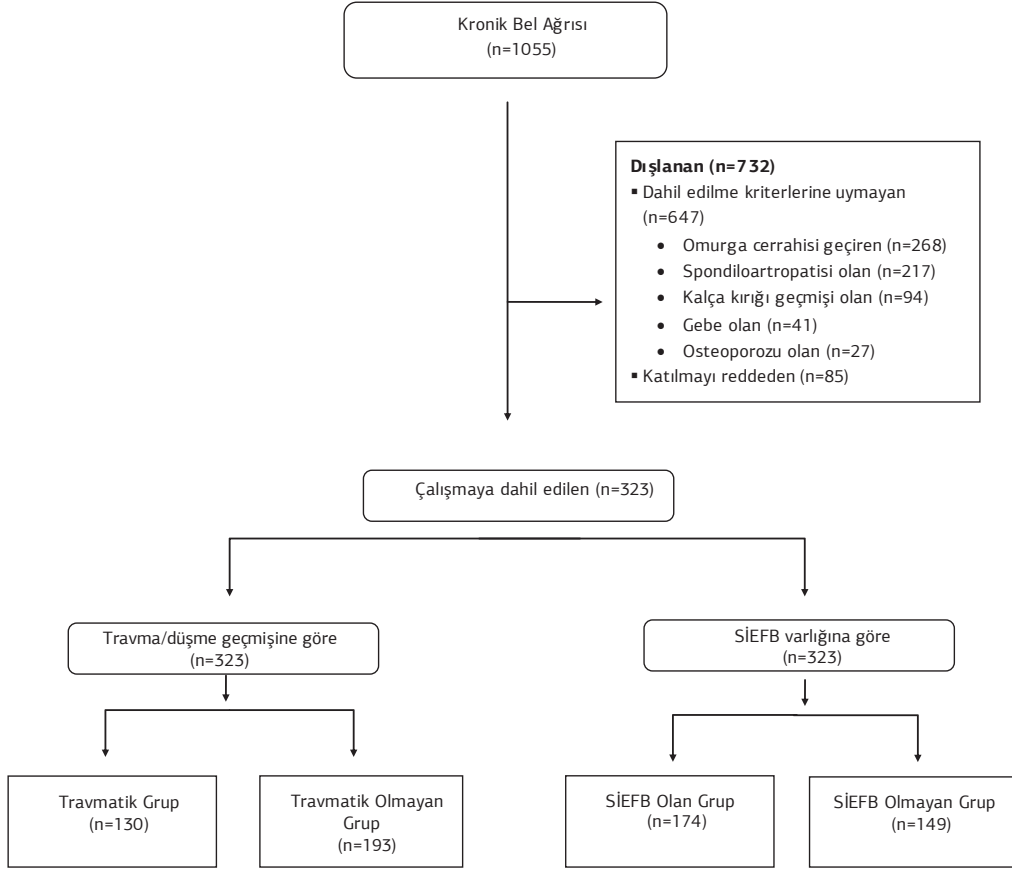 Kronik Bel Ağrısı
(n=1055)
Dışlanan (n=732)
▪ Dahil edilme kriterlerine uymayan
(n=647)
• Omurga cerrahisi geçiren (n=268)
• Spondiloartropatisi olan (n=217)
• Kalça kırığı geçmişi olan (n=94)
• Gebe olan (n=41)
• Osteoporozu olan (n=27)
▪ Katılmayı reddeden (n=85)
Çalışmaya dahil edilen (n=323)
Travma/düşme geçmişine göre
(n=323)
SİEFB varlığına göre
(n=323)
Travmatik Grup
(n=130)
Travmatik Olmayan
Grup
(n=193)
SİEFB Olan Grup
(n=174)
SİEFB Olmayan Grup
(n=149)